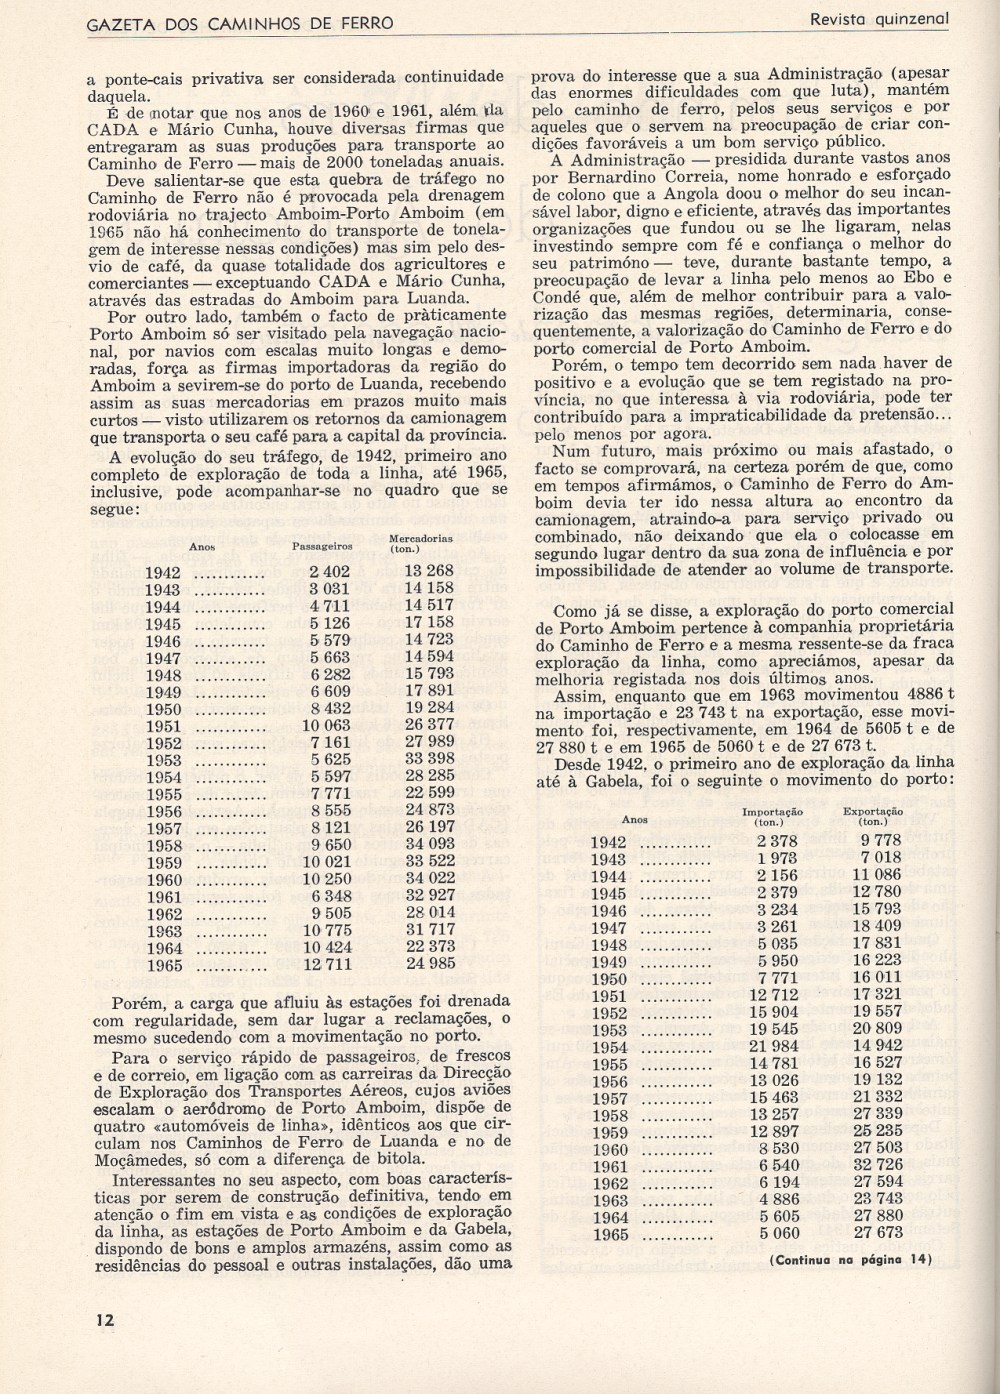 GAZETA DOS CAMINHOS DE FERRO
Revista quinzenal
a ponte-cais privativa ser considerada continuidade
daquela.
É de notar que nos anos de 1960 e 1961, além da
CADA e Mário Cunha, houve diversas firmas que
entregaram as suas produções para transporte ao
Caminho de Ferro — mais de 2000 toneladas anuais.
Deve salientar-se que esta quebra de tráfego no
Caminho de Ferro não é provocada pela drenagem
rodoviária no trajecto Amboim-Porto Amboim (em
1965 não há conhecimento do transporte de tonela-
gem de interesse nessas condições) mas sim pelo des-
vio de café, da quase totalidade dos agricultores e
comerciantes — exceptuando CADA e Mário Cunha,
através das estradas do Amboim para Luanda.
Por outro lado, também o facto de pràticamente
Porto Amboim só ser visitado pela navegação nacio-
nal, por navios com escalas muito longas e demo-
radas, força as firmas importadoras da região do
Amboim a sevirem-se do porto de Luanda, recebendo
assim as suas mercadorias em prazos muito mais
curtos — visto utilizarem os retornos da camionagem
que transporta o seu café para a capital da província.
A evolução do seu tráfego, de 1942, primeiro ano
completo de exploração de toda a linha, até 1965,
inclusive, pode acompanhar-se no quadro que se
segue:
Anos Passageiros Mercadorias (ton.)
1942 ............ 2 402 13 268
1943 ............ 3 031 14 158
1944 ............ 4 711 14 517
1945 ............ 5 126 17 158
1946 ............ 5 579 14 723
1947 ............ 5 663 14 594
1948 ............ 6 282 15 793
1949 ............ 6 609 17 891
1950 ............ 8 432 19 284
1951 ............ 10 063 26 377
1952 ............ 7 161 27 989
1953 ............ 5 625 33 398
1954 ............ 5 597 28 285
1955 ............ 7 771 22 599
1956 ............ 8 555 24 873
1957 ............ 8 121 26 197
1958 ............ 9 650 34 093
1959 ............ 10 021 33 522
1960 ............ 10 250 34 022
1961 ............ 6 348 32 927
1962 ............ 9 505 28 014
1963 ............ 10 775 31 717
1964 ............ 10 424 22 373
1965 ............ 12 711 24 985
Porém, a carga que afluiu às estações foi drenada
com regularidade, sem dar lugar a reclamações, o
mesmo sucedendo com a movimentação no porto.
Para o serviço rápido de passageiros, de frescos
e de correio, em ligação com as carreiras da Direcção
de Exploração dos Transportes Aéreos, cujos aviões
escalam o aeródromo de Porto Amboim, dispõe de
quatro «automóveis de linha», idênticos aos que cir-
culam nos Caminhos de Ferro de Luanda e no de
Moçâmedes, só com a diferença de bitola.
Interessantes no seu aspecto, com boas caracterís-
ticas por serem de construção definitiva, tendo em
atenção o fim em vista e as condições de exploração
da linha, as estações de Porto Amboim e da Gabela,
dispondo de bons e amplos armazéns, assim como as
residências do pessoal e outras instalações, dão uma
prova do interesse que a sua Administração (apesar
das enormes dificuldades com que luta), mantém
pelo caminho de ferro, pelos seus serviços e por
aqueles que o servem na preocupação de criar con-
dições favoráveis a um bom serviço público.
A Administração — presidida durante vastos anos
por Bernardino Correia, nome honrado e esforçado
de colono que a Angola doou o melhor do seu incan-
sável labor, digno e eficiente, através das importantes
organizações que fundou ou se lhe ligaram, nelas
investindo sempre com fé e confiança o melhor do
seu patrimóno — teve, durante bastante tempo, a
preocupação de levar a linha pelo menos ao Ebo e
Condé que, além de melhor contribuir para a valo-
rização das mesmas regiões, determinaria, conse-
quentemente, a valorização do Caminho de Ferro e do
porto comercial de Porto Amboim.
Porém, o tempo tem decorrido sem nada haver de
positivo e a evolução que se tem registado na pro-
víncia, no que interessa à via rodoviária, pode ter
contribuído para a impraticabilidade da pretensão...
pelo menos por agora.
Num futuro, mais próximo ou mais afastado, o
facto se comprovará, na certeza porém de que, como
em tempos afirmámos, o Caminho de Ferro do Am-
boim devia ter ido nessa altura ao encontro da
camionagem, atraindo-a para serviço privado ou
combinado, não deixando que ela o colocasse em
segundo lugar dentro da sua zona de influência e por
impossibilidade de atender ao volume de transporte.
Como já se disse, a exploração do porto comercial
de Porto Amboim pertence à companhia proprietária
do Caminho de Ferro e a mesma ressente-se da fraca
exploração da linha, como apreciámos, apesar da
melhoria registada nos dois últimos anos.
Assim, enquanto que em 1963 movimentou 4886 t
na importação e 23 743 t na exportação, esse movi-
mento foi, respectivamente, em 1964 de 5605 t e de
27 880 t e em 1965 de 5060 t e de 27 673 t.
Desde 1942, o primeiro ano de exploração da linha
até à Gabela, foi o seguinte o movimento do porto:
Anos Importação (ton.) Exportação (ton.)
1942 ............ 2 378 9 778
1943 ............ 1 973 7 018
1944 ............ 2 156 11 086
1945 ............ 2 379 12 780
1946 ............ 3 234 15 793
1947 ............ 3 261 18 409
1948 ............ 5 035 17 831
1949 ............ 5 950 16 223
1950 ............ 7 771 16 011
1951 ............ 12 712 17 321
1952 ............ 15 904 19 557
1953 ............ 19 545 20 809
1954 ............ 21 984 14 942
1955 ............ 14 781 16 527
1956 ............ 13 026 19 132
1957 ............ 15 463 21 332
1958 ............ 13 257 27 339
1959 ............ 12 897 25 235
1960 ............ 8 530 27 503
1961 ............ 6 540 32 726
1962 ............ 6 194 27 594
1963 ............ 4 886 23 743
1964 ............ 5 605 27 880
1965 ............ 5 060 27 673
(Continua na página 14)
12